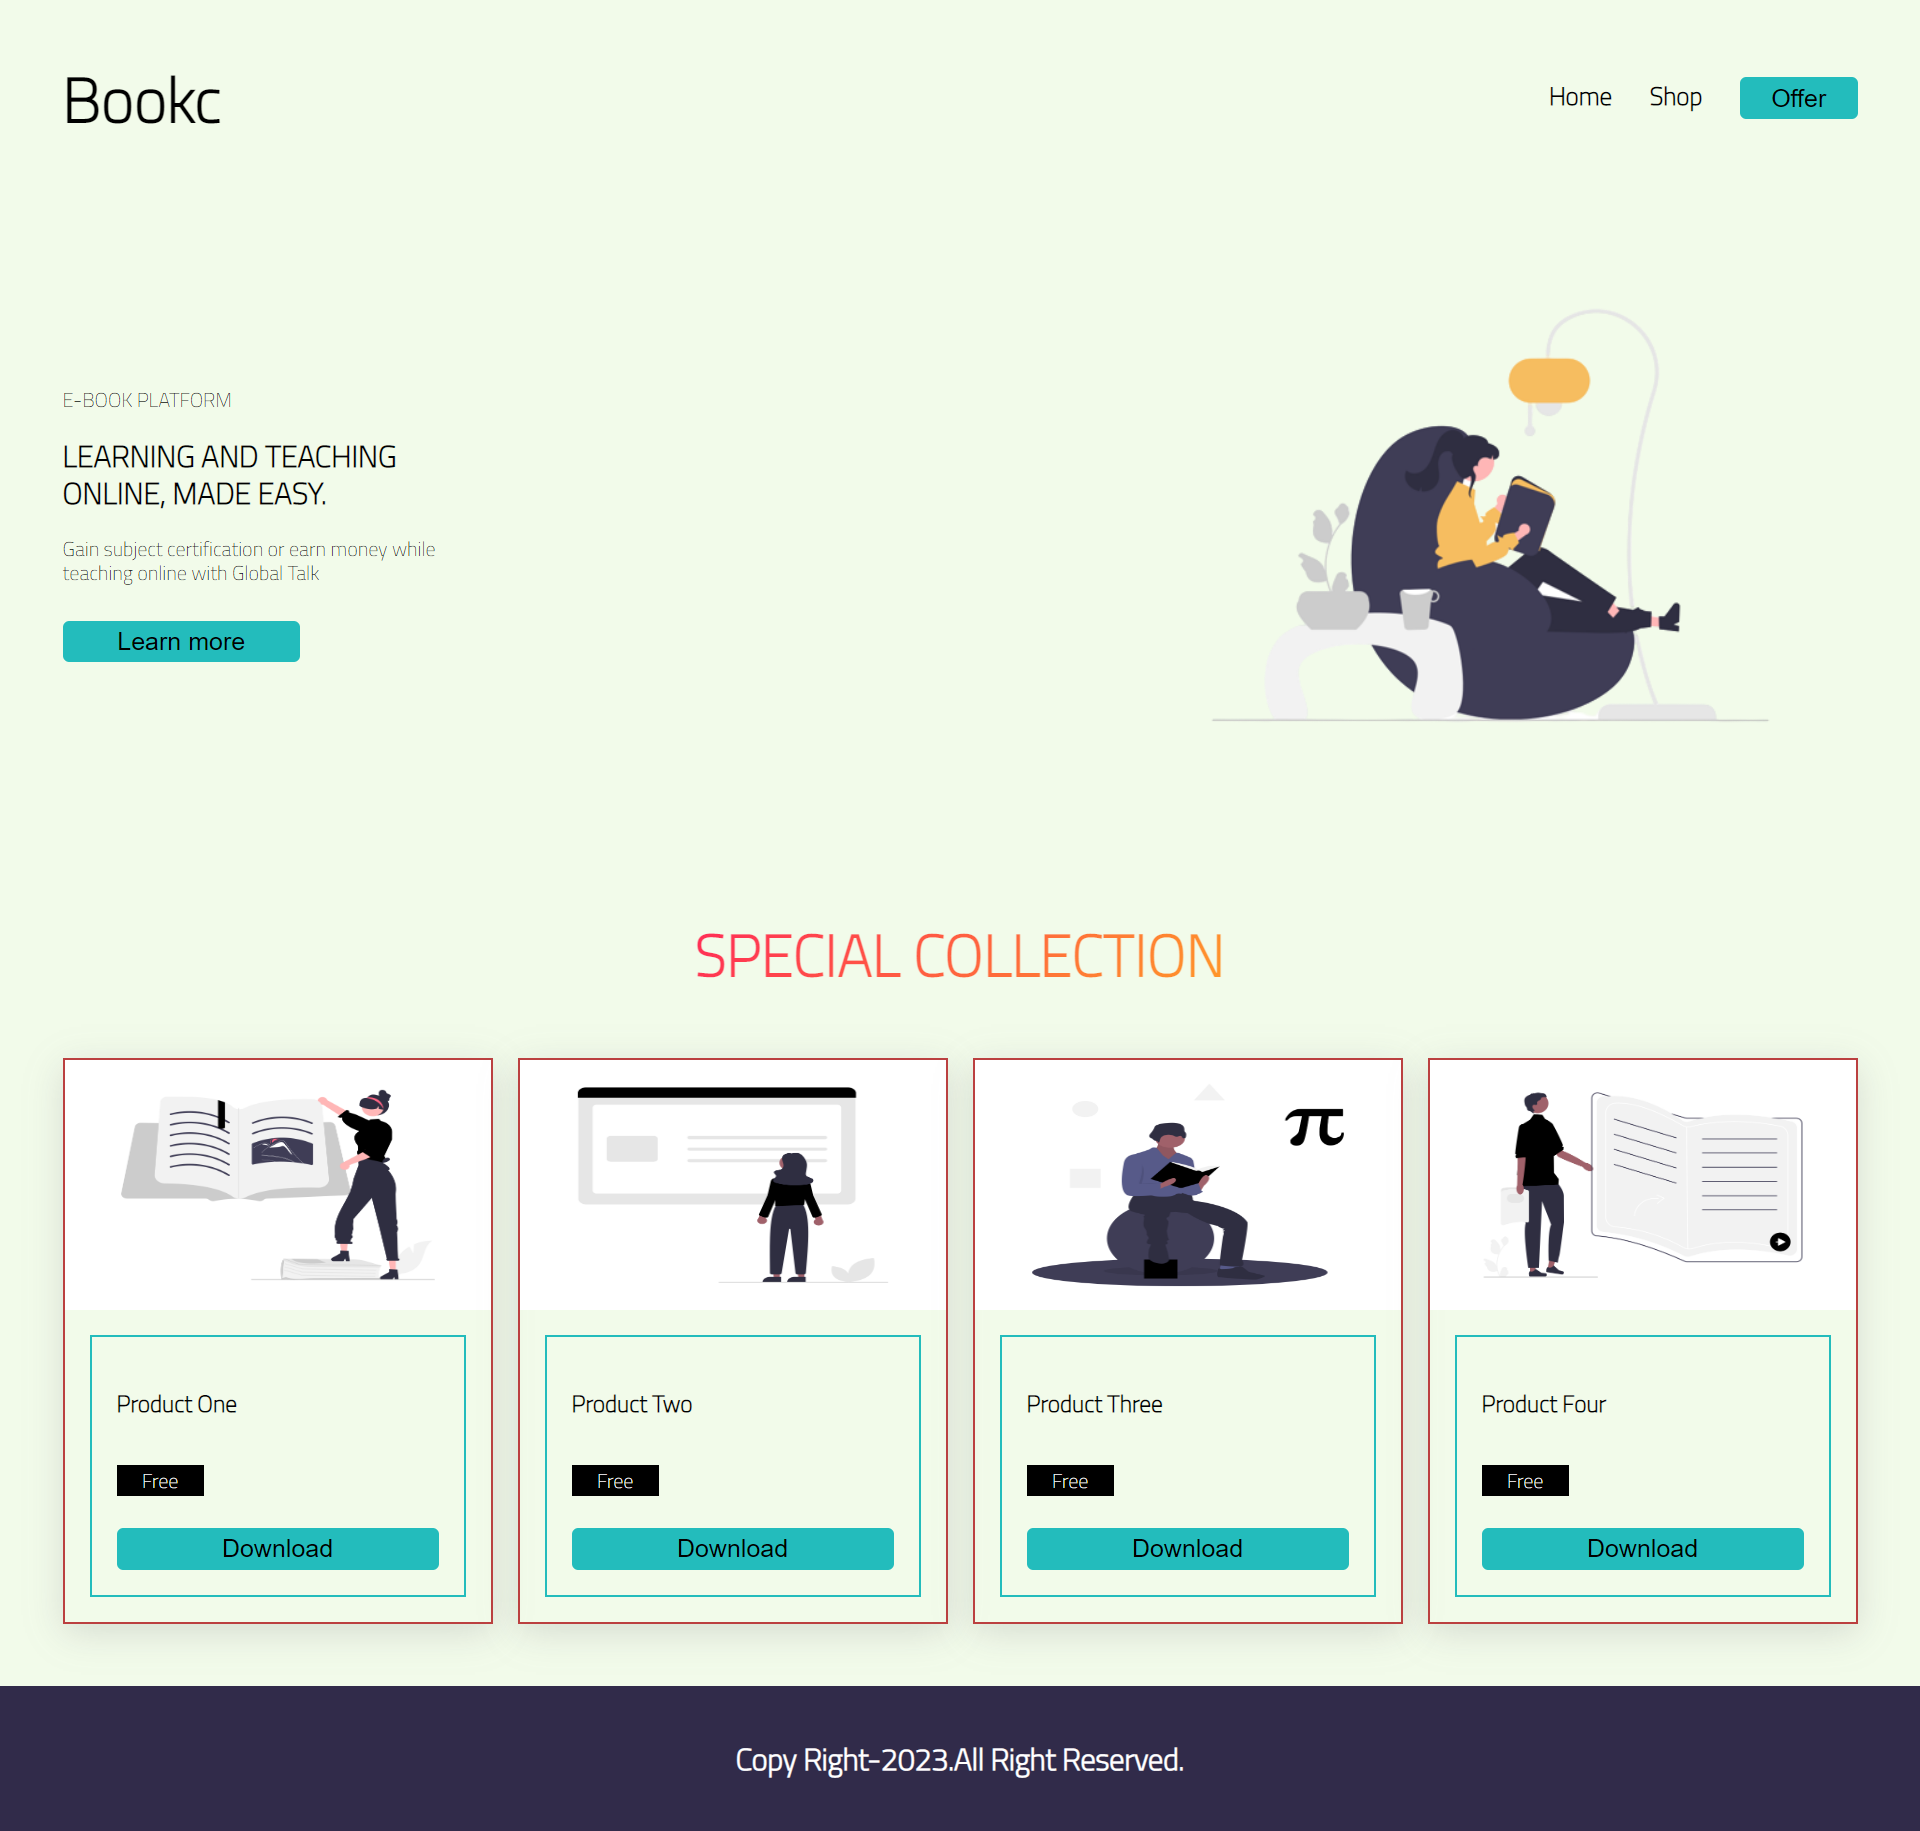 Bookc
Home Shop Offer
E-BOOK PLATFORM
LEARNING AND TEACHING
ONLINE, MADE EASY.
Gain subject certification or earn money while
teaching online with Global Talk
Learn more
SPECIAL COLLECTION
π
Product One
Free
Download
Product Two
Free
Download
Product Three
Free
Download
Product Four
Free
Download
Copy Right-2023.All Right Reserved.